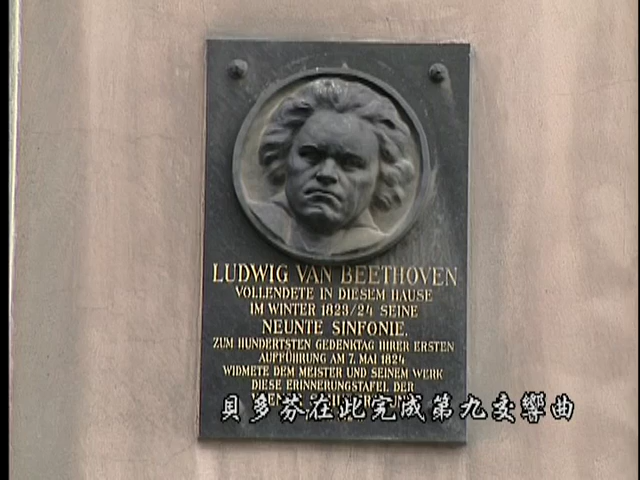 LUDWIG VAN BEETHOVEN
VOLLENDETE IN DIESEM HAUSE
IM WINTER 1823/24 SEINE
NEUNTE SINFONIE.
ZUM HUNDERTSTEN GEDENKTAG IHRER ERSTEN
AUFFÜHRUNG AM 7. MAI 1824
WIDMETE DEM MEISTER UND SEINEM WERK
DIESE ERINNERUNGSTAFEL DER
貝多芬在此完成第九交響曲